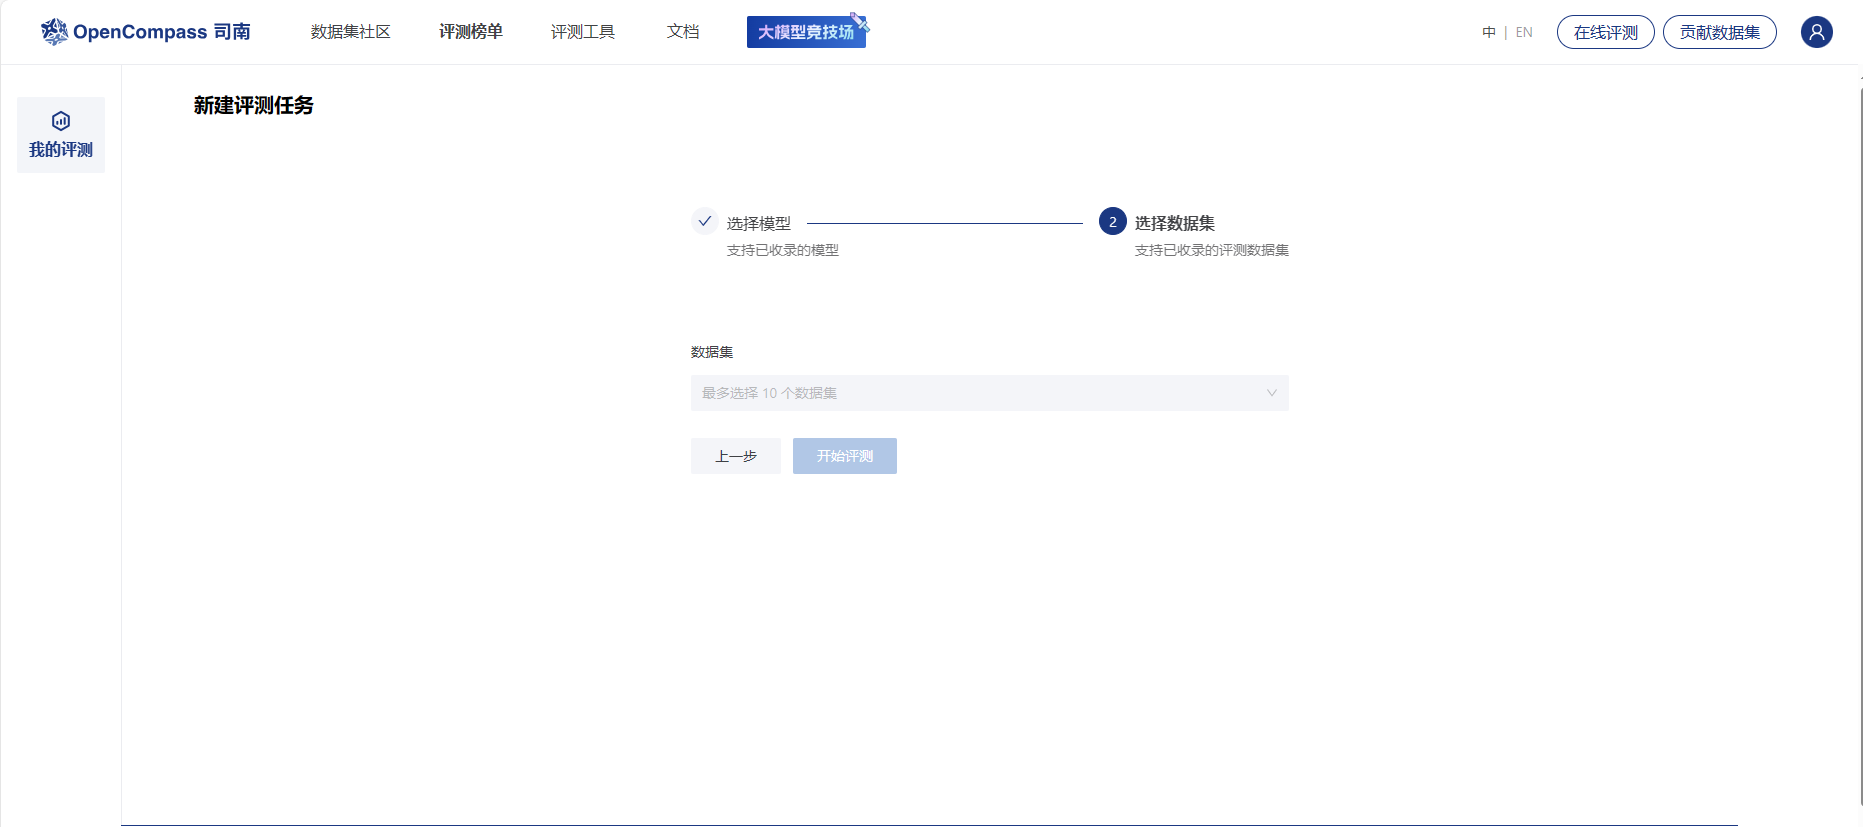 OpenCompass 司南
数据集社区
评测榜单
评测工具
文档
大模型竞技场
中 | EN
在线评测
贡献数据集
我的评测
新建评测任务
选择模型
支持已收录的模型
2
选择数据集
支持已收录的评测数据集
数据集
最多选择 10 个数据集
上一步
开始评测